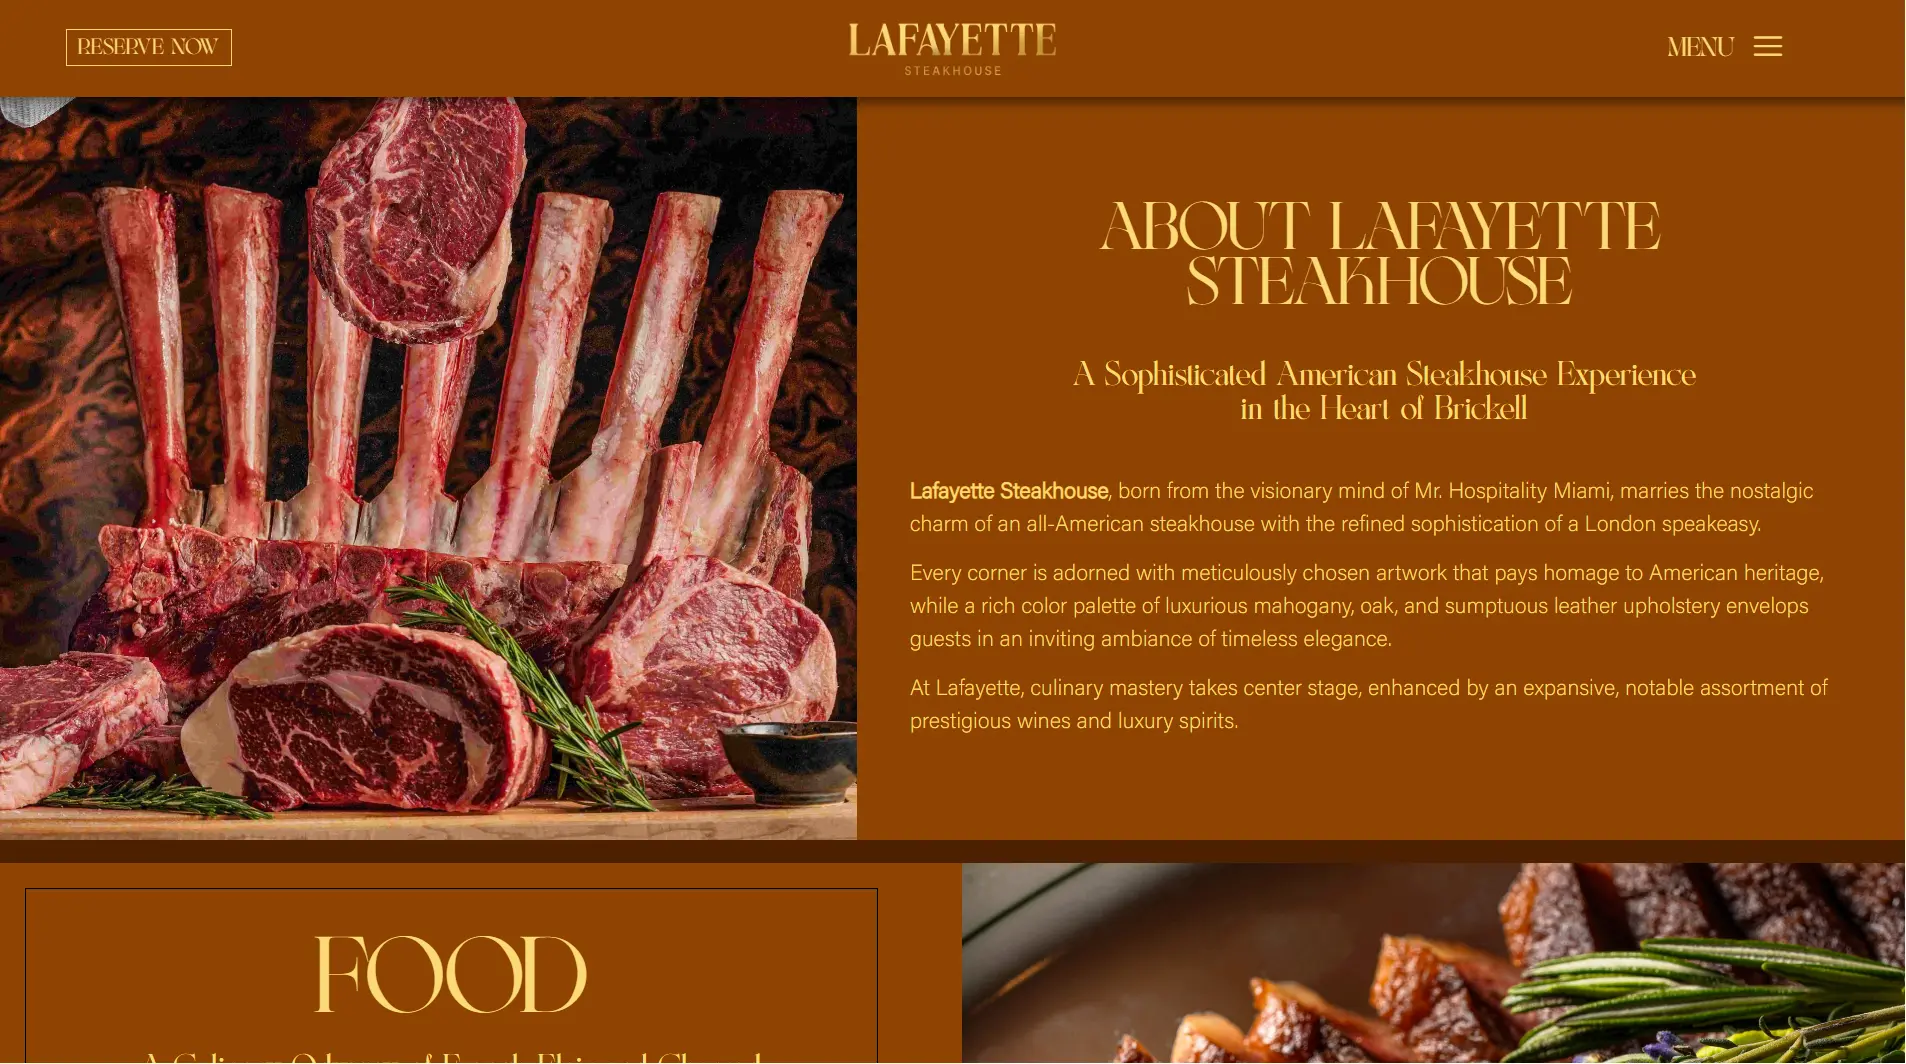 RESERVE NOW
LAFAYETTE
STEAKHOUSE
MENU
ABOUT LAFAYETTE
STEAKHOUSE
A Sophisticated American Steakhouse Experience
in the Heart of Brickell
Lafayette Steakhouse, born from the visionary mind of Mr. Hospitality Miami, marries the nostalgic
charm of an all-American steakhouse with the refined sophistication of a London speakeasy.
Every corner is adorned with meticulously chosen artwork that pays homage to American heritage,
while a rich color palette of luxurious mahogany, oak, and sumptuous leather upholstery envelops
guests in an inviting ambiance of timeless elegance.
At Lafayette, culinary mastery takes center stage, enhanced by an expansive, notable assortment of
prestigious wines and luxury spirits.
FOOD